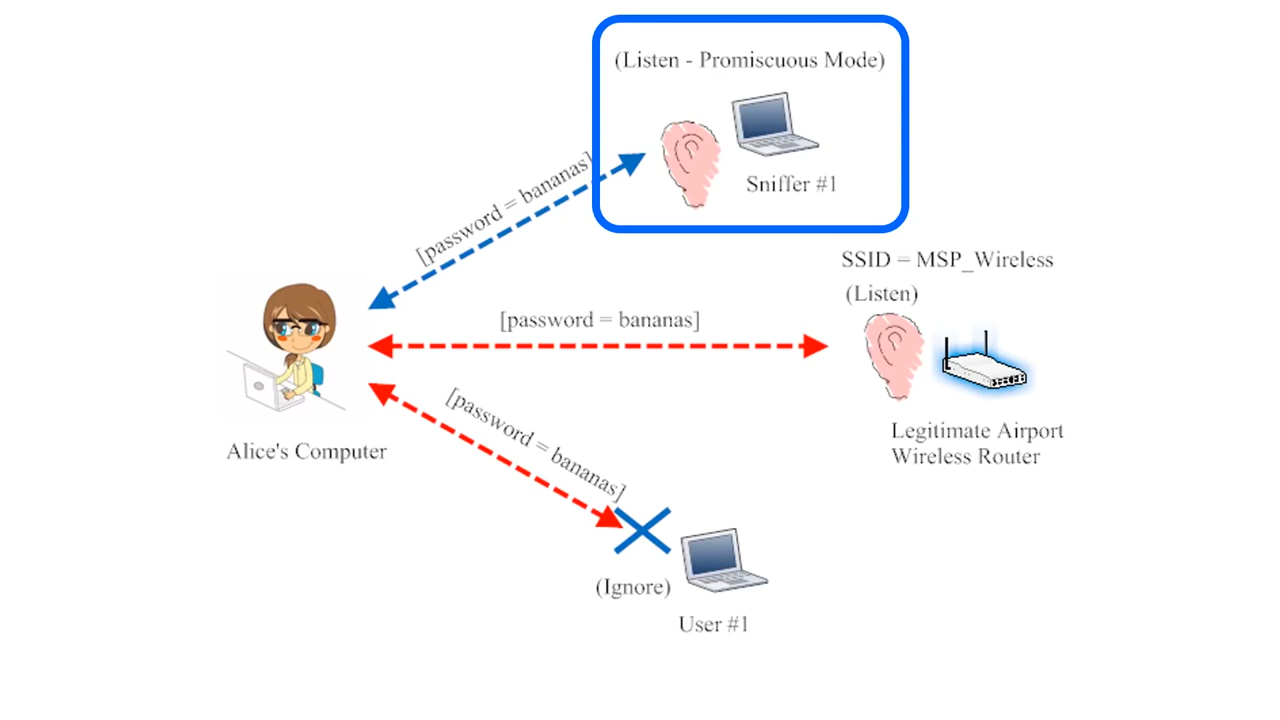 (Listen - Promiscuous Mode)
Sniffer #1
[password = bananas]
SSID = MSP_Wireless
(Listen)
[password = bananas]
Legitimate Airport
Wireless Router
Alice's Computer
[password = bananas]
(Ignore)
User #1